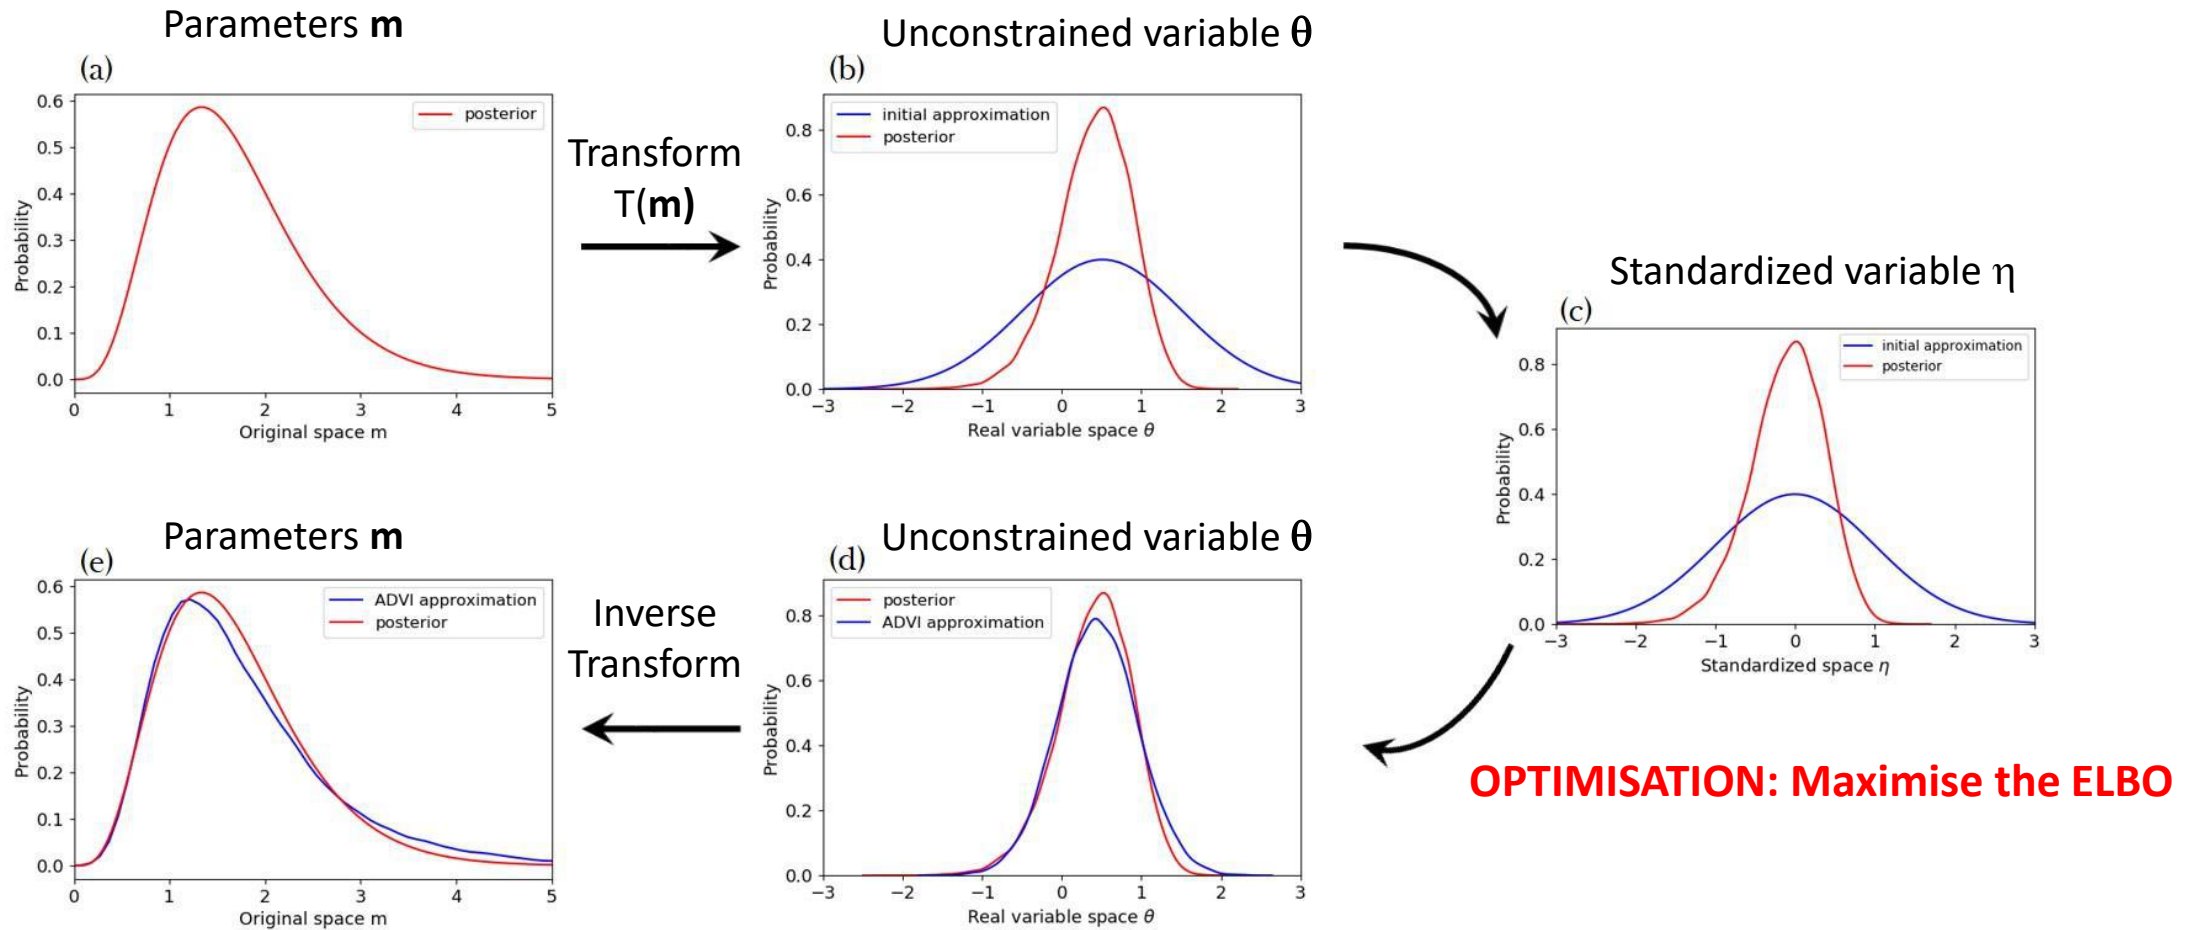 Parameters m
(a)
0.6
0.5
0.4
0.3
0.2
0.1
0.0
Probability
posterior
0 1 2 3 4 5
Original space m
Transform
T(m)
Unconstrained variable θ
(b)
0.8
0.6
0.4
0.2
0.0
Probability
initial approximation
posterior
−3 −2 −1 0 1 2 3
Real variable space θ
Standardized variable η
(c)
0.8
0.6
0.4
0.2
0.0
Probability
initial approximation
posterior
−3 −2 −1 0 1 2 3
Standardized space η
OPTIMISATION: Maximise the ELBO
Unconstrained variable θ
(d)
0.8
0.6
0.4
0.2
0.0
Probability
posterior
ADVI approximation
−3 −2 −1 0 1 2 3
Real variable space θ
Inverse
Transform
Parameters m
(e)
0.6
0.5
0.4
0.3
0.2
0.1
0.0
Probability
ADVI approximation
posterior
0 1 2 3 4 5
Original space m